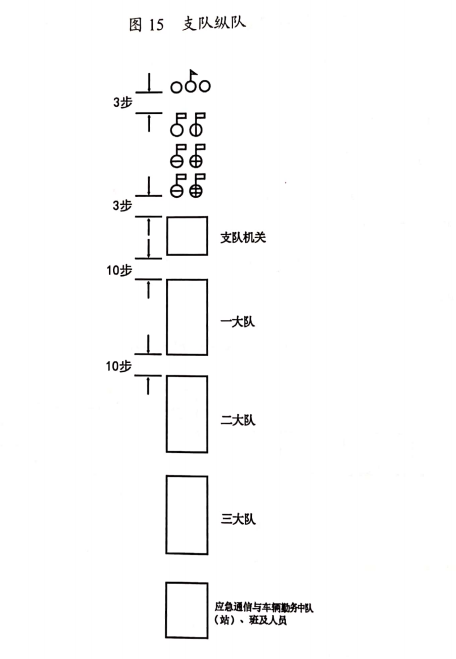 图 15 支队纵队
3步
3步
支队机关
10步
一大队
10步
二大队
三大队
应急通信与车辆勤务中队
(站)、班及人员